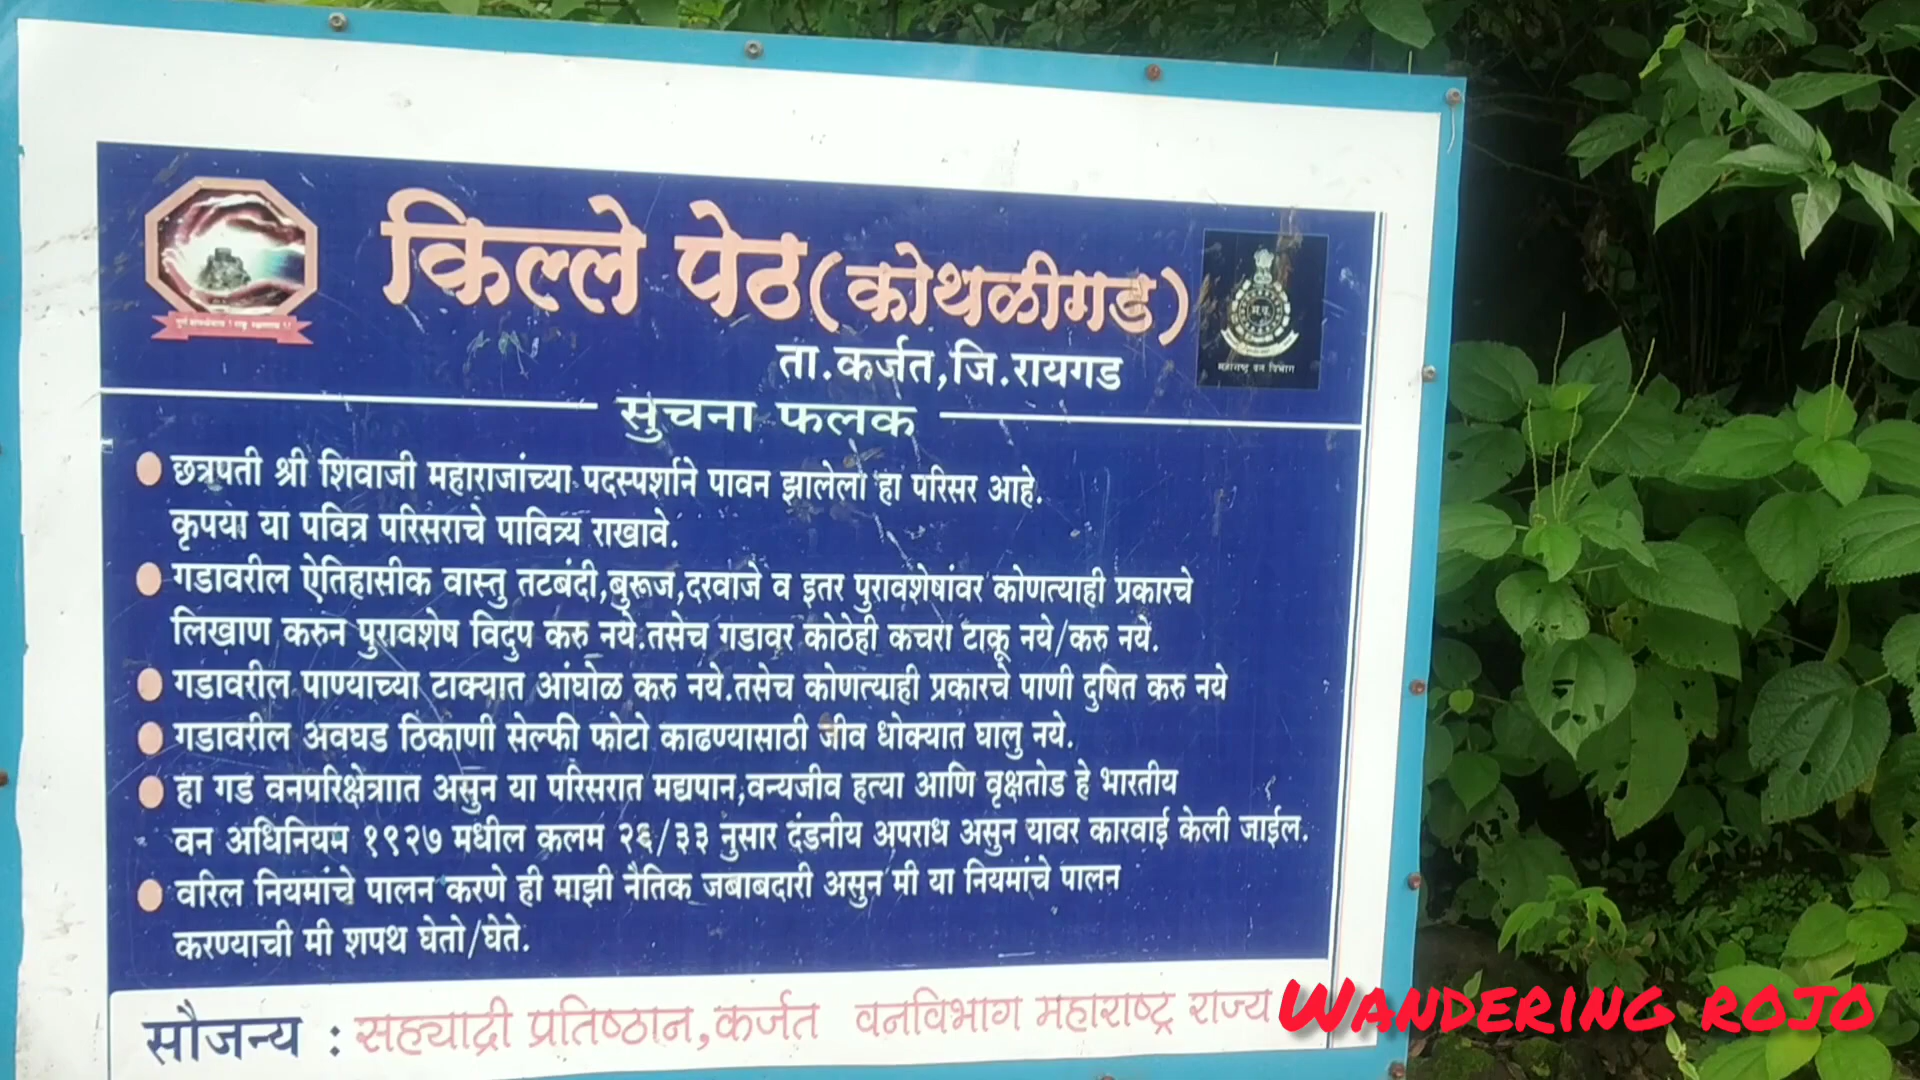 किल्ले पेठ(कोथळीगड)
ता.कर्जत,जि.रायगड
म.व.
महाराष्ट्र वन विभाग
सुचना फलक
छत्रपती श्री शिवाजी महाराजांच्या पदस्पर्शाने पावन झालेला हा परिसर आहे.
कृपया या पवित्र परिसराचे पावित्र्य राखावे.
गडावरील ऐतिहासीक वास्तु तटबंदी,बुरूज,दरवाजे व इतर पुरावशेषांवर कोणत्याही प्रकारचे
लिखाण करुन पुरावशेष विदुप करु नये.तसेच गडावर कोठेही कचरा टाकू नये/करु नये.
गडावरील पाण्याच्या टाक्यात आंघोळ करु नये.तसेच कोणत्याही प्रकारचे पाणी दुषित करु नये
गडावरील अवघड ठिकाणी सेल्फी फोटो काढण्यासाठी जीव धोक्यात घालु नये.
हा गड वनपरिक्षेत्राात असुन या परिसरात मद्यपान,वन्यजीव हत्या आणि वृक्षतोड हे भारतीय
वन अधिनियम १९२७ मधील कलम २६/३३ नुसार दंडनीय अपराध असुन यावर कारवाई केली जाईल.
वरिल नियमांचे पालन करणे ही माझी नैतिक जबाबदारी असुन मी या नियमांचे पालन
करण्याची मी शपथ घेतो/घेते.
सौजन्य : सह्याद्री प्रतिष्ठान,कर्जत वनविभाग महाराष्ट्र राज्य
WANDERING ROJO